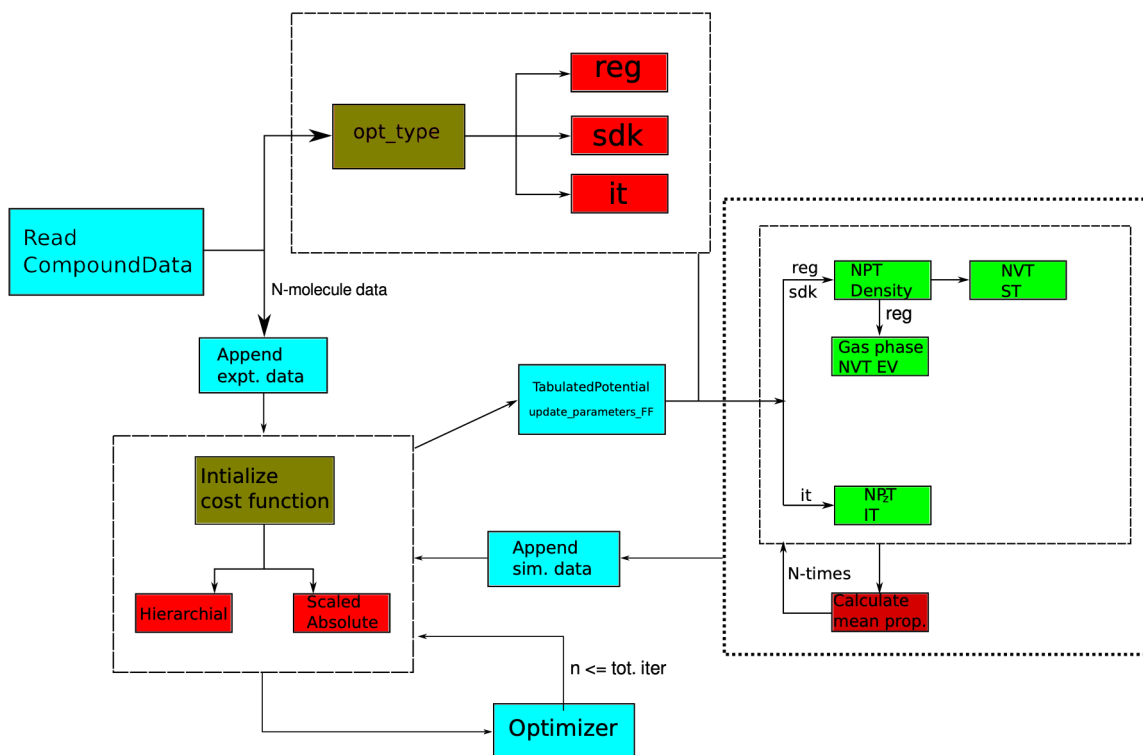 reg
opt_type
sdk
it
Read
CompoundData
N-molecule data
Append
expt. data
TabulatedPotential
update_parameters_FF
reg
sdk
NPT
Density
NVT
ST
reg
Gas phase
NVT EV
Intialize
cost function
it
NPzT
IT
Append
sim. data
N-times
Hierarchial
Scaled
Absolute
Calculate
mean prop.
n <= tot. iter
Optimizer